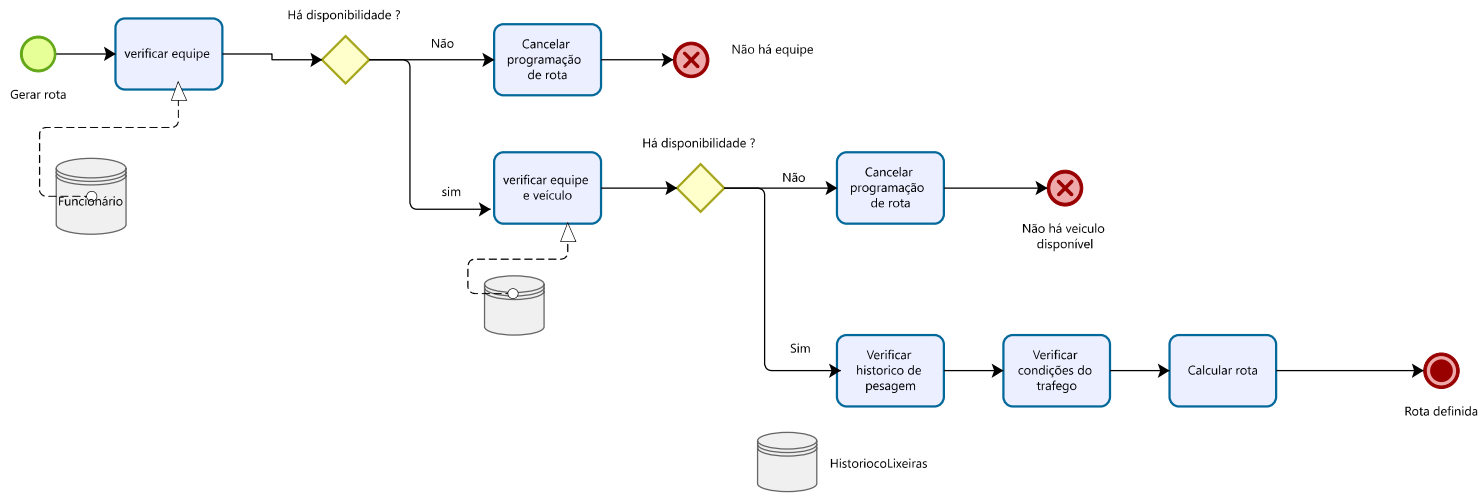 Há disponibilidade ?
Não
verificar equipe
Cancelar
programação
de rota
Não há equipe
Gerar rota
Há disponibilidade ?
Funcionário
sim
verificar equipe
e veículo
Não
Cancelar
programação
de rota
Não há veiculo
disponível
Sim
Verificar
historico de
pesagem
Verificar
condições do
trafego
Calcular rota
Rota definida
HistoriocoLixeiras